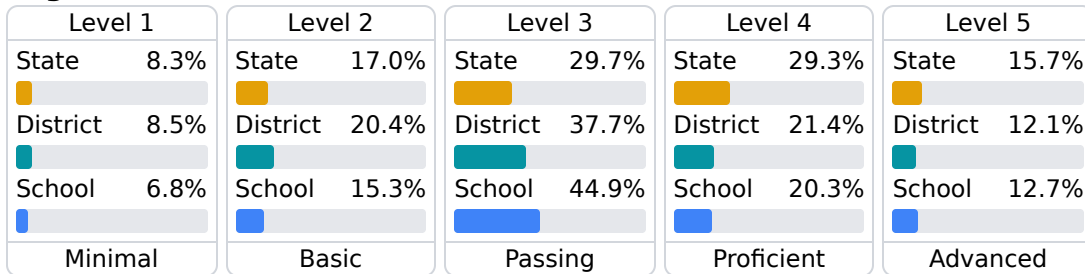 Level 1
State 8.3%
District 8.5%
School 6.8%
Minimal
Level 2
State 17.0%
District 20.4%
School 15.3%
Basic
Level 3
State 29.7%
District 37.7%
School 44.9%
Passing
Level 4
State 29.3%
District 21.4%
School 20.3%
Proficient
Level 5
State 15.7%
District 12.1%
School 12.7%
Advanced